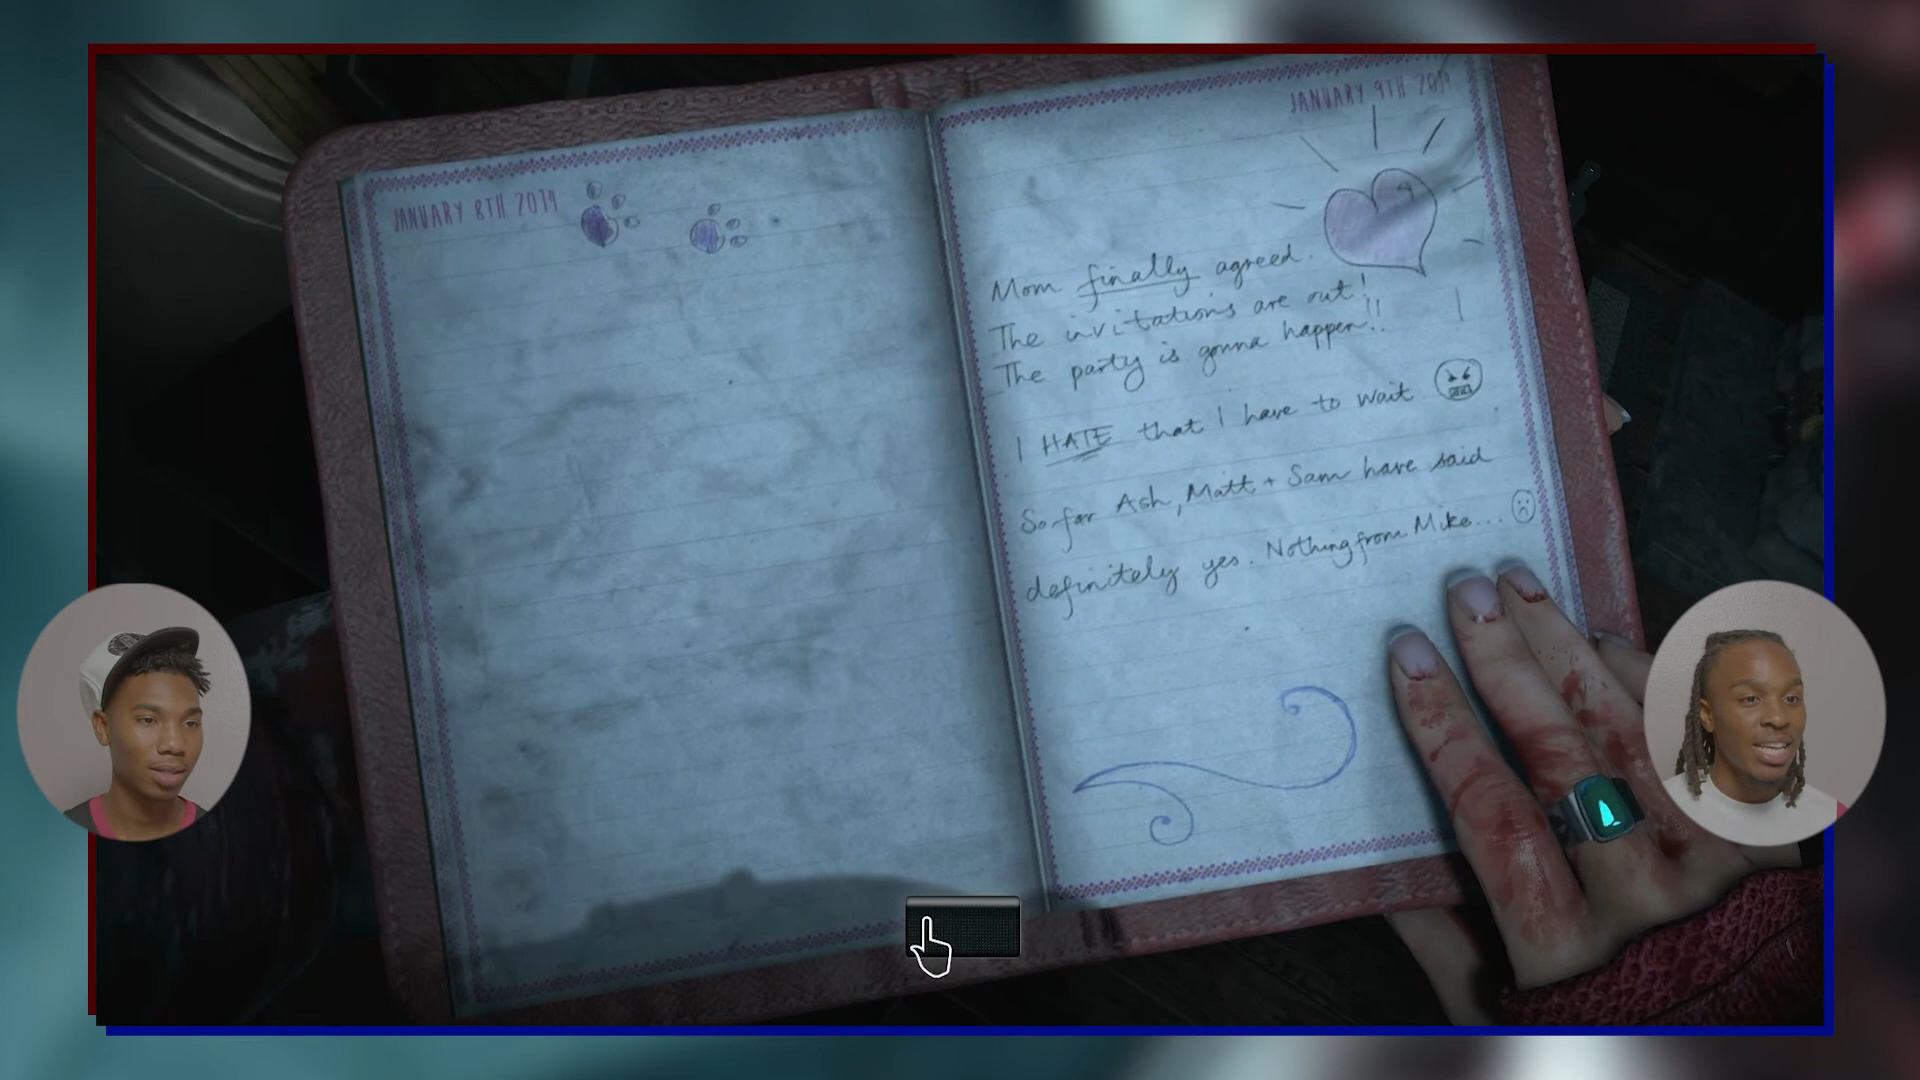 JANUARY 8TH 2014
JANUARY 9TH 2014
Mom finally agreed.
The invitations are out!
The party is gonna happen!!
I HATE that I have to wait
So far Ash, Matt + Sam have said
definitely yes. Nothing from Mike...